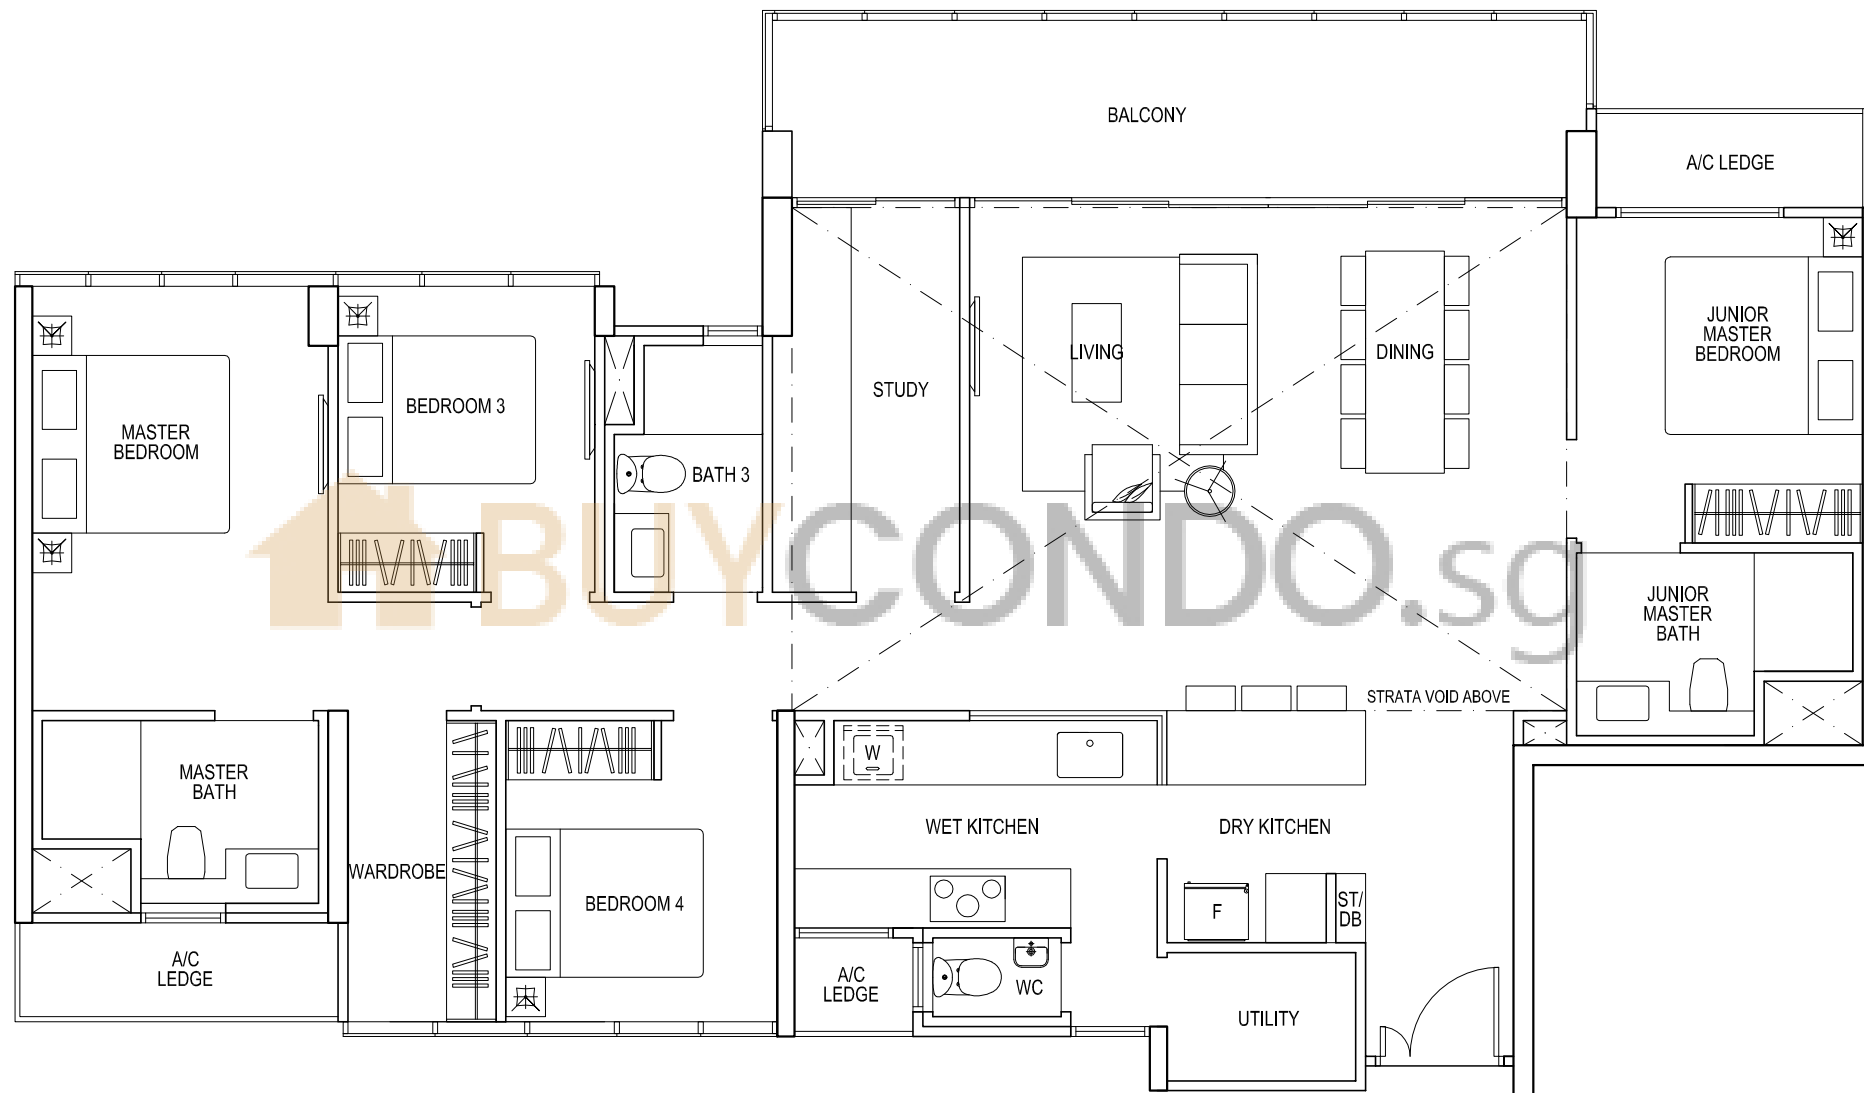 BALCONY
A/C LEDGE
JUNIOR
MASTER
BEDROOM
LIVING
DINING
STUDY
BEDROOM 3
MASTER
BEDROOM
BATH 3
BUYCONDO.sg
JUNIOR
MASTER
BATH
STRATA VOID ABOVE
W
MASTER
BATH
WET KITCHEN
DRY KITCHEN
WARDROBE
BEDROOM 4
F
ST/
DB
A/C
LEDGE
A/C
LEDGE
WC
UTILITY